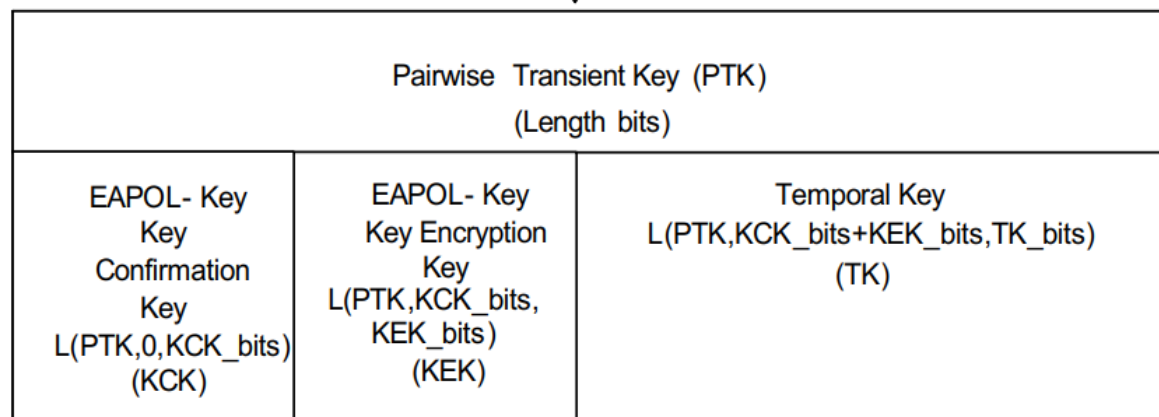 Pairwise Transient Key (PTK)
(Length bits)
EAPOL- Key
Key
Confirmation
Key
L(PTK,0,KCK_bits)
(KCK)
EAPOL- Key
Key Encryption
Key
L(PTK,KCK_bits,
KEK_bits)
(KEK)
Temporal Key
L(PTK,KCK_bits+KEK_bits,TK_bits)
(TK)